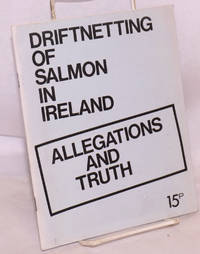 DRIFTNETTING
OF
SALMON
IN
IRELAND
ALLEGATIONS
AND
TRUTH
15P